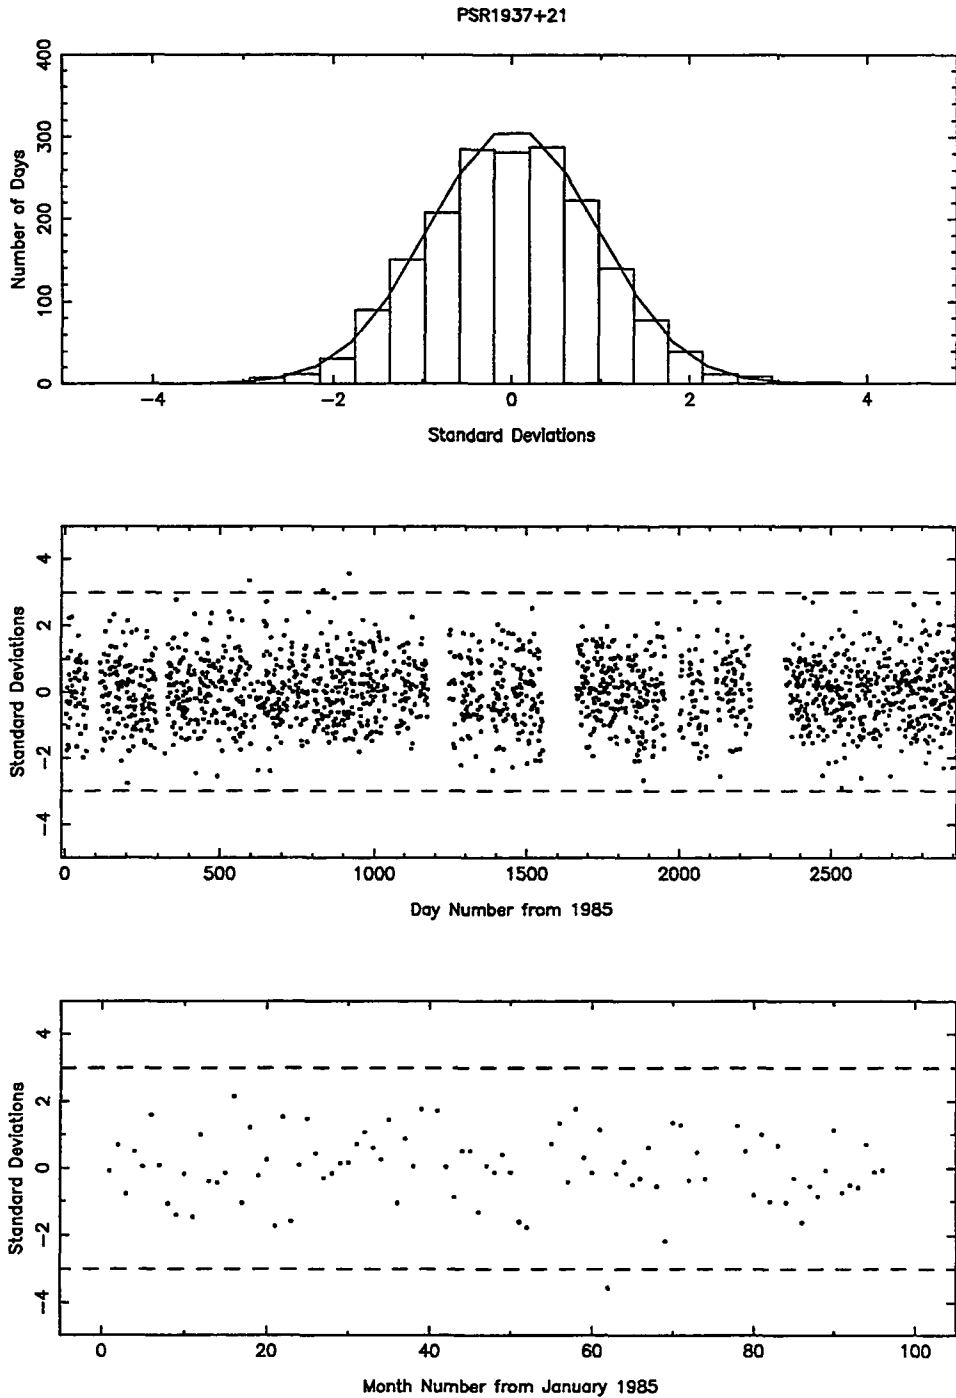 PSR1937+21
400
300
200
100
0
Number of Days
−4 −2 0 2 4
Standard Deviations
4
2
0
−2
−4
Standard Deviations
0 500 1000 1500 2000 2500
Day Number from 1985
4
2
0
−2
−4
Standard Deviations
0 20 40 60 80 100
Month Number from January 1985